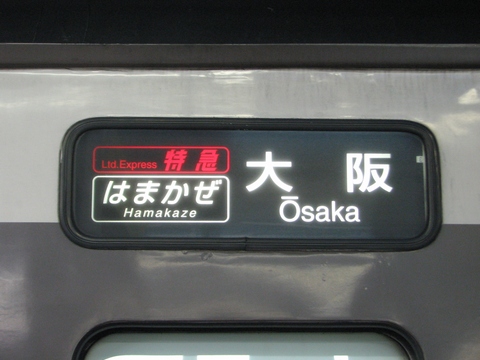 Ltd.Express 特急
はまかぜ
Hamakaze
大阪
Ōsaka